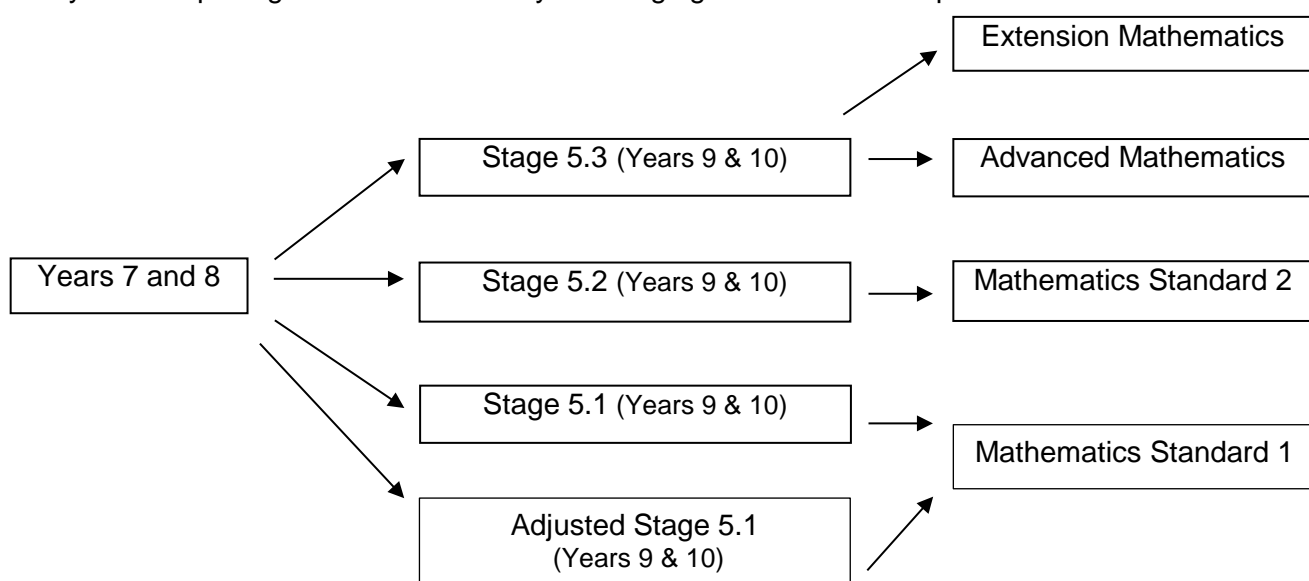 Extension Mathematics
Stage 5.3 (Years 9 & 10)
Advanced Mathematics
Years 7 and 8
Stage 5.2 (Years 9 & 10)
Mathematics Standard 2
Stage 5.1 (Years 9 & 10)
Mathematics Standard 1
Adjusted Stage 5.1
(Years 9 & 10)